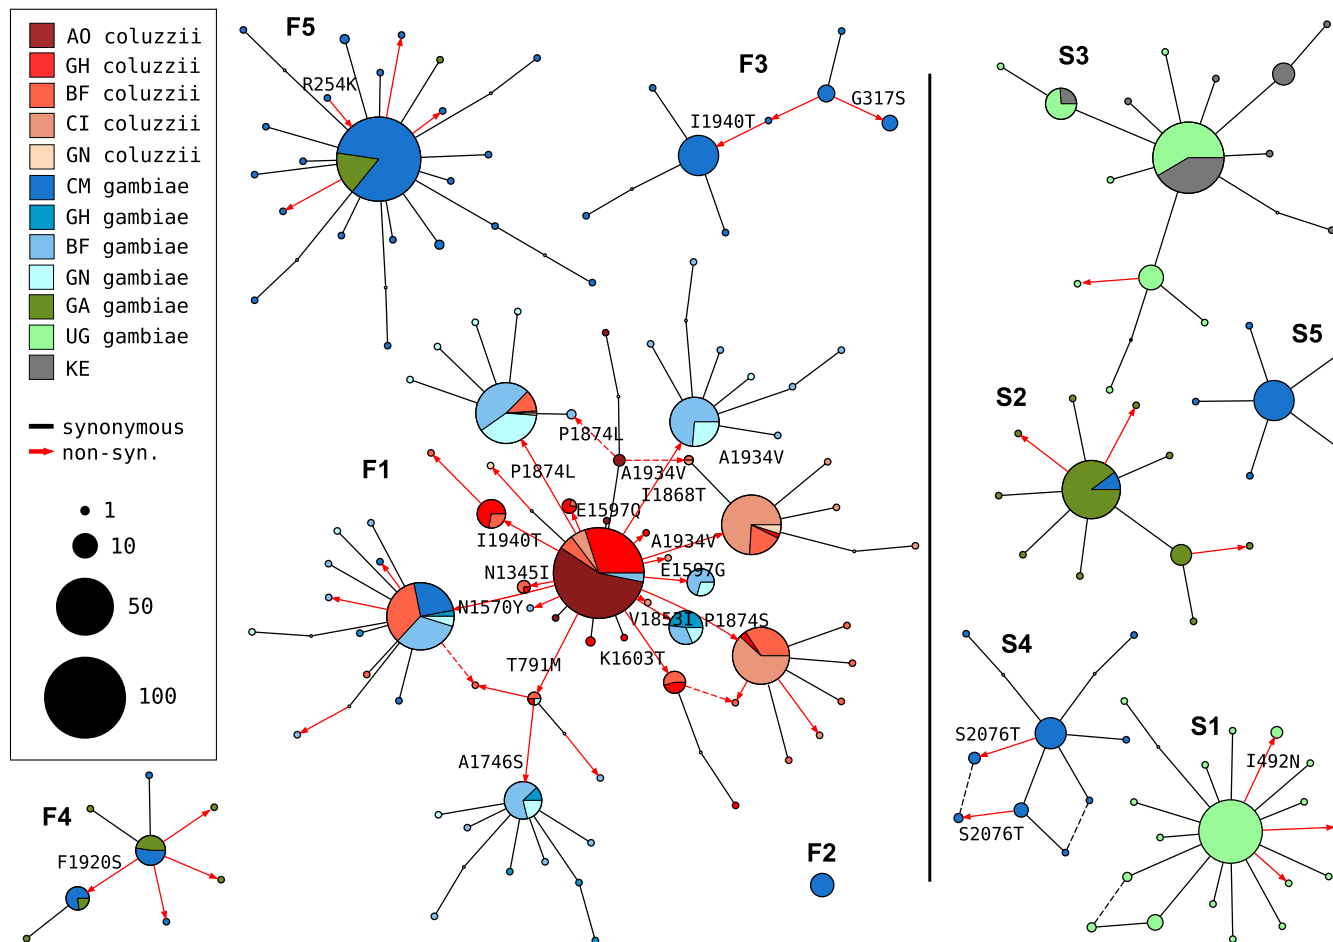 AO coluzzii
GH coluzzii
BF coluzzii
CI coluzzii
GN coluzzii
CM gambiae
GH gambiae
BF gambiae
GN gambiae
GA gambiae
UG gambiae
KE
synonymous
non-syn.
1
10
50
100
F5
R254K
F3
G317S
I1940T
S3
S5
S2
F1
P1874L
P1874L
A1934V
A1934V
I1868T
E1597Q
I1940T
A1934V
E1597G
N1345I
N1570Y
V1853I
P1874S
K1603T
T791M
A1746S
F4
F1920S
F2
S4
S2076T
S2076T
S1
I492N